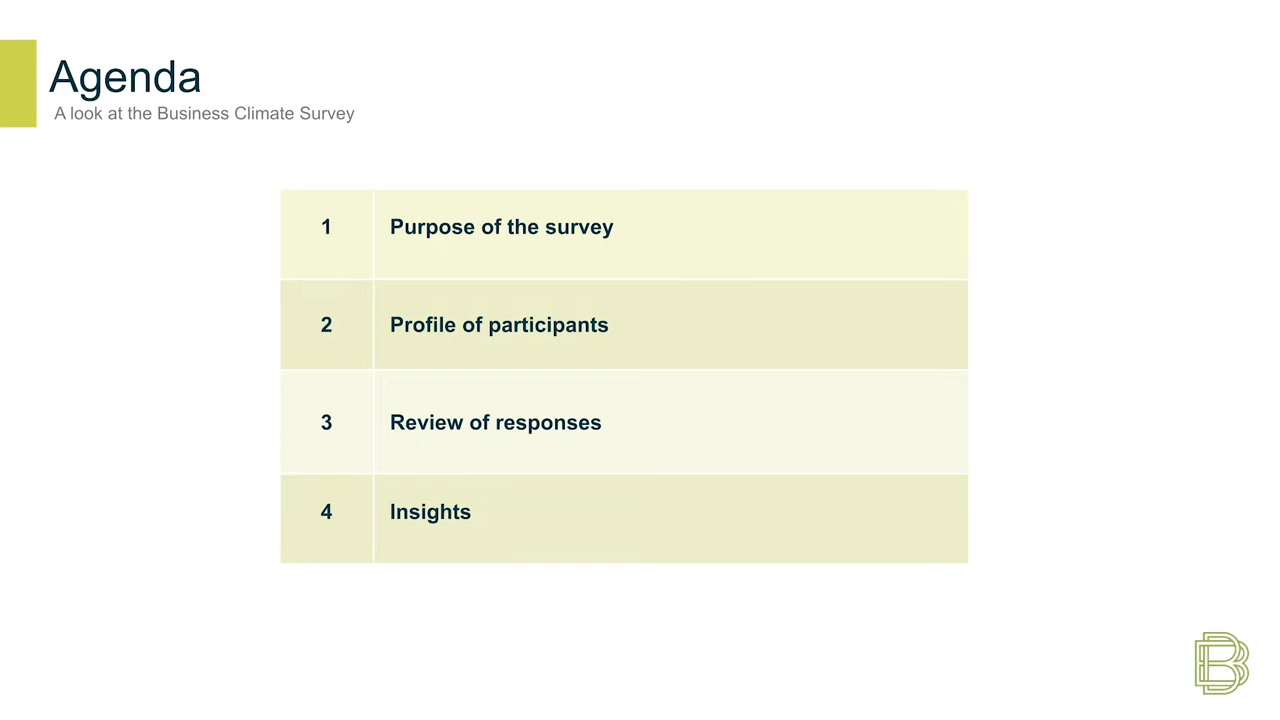 Agenda
A look at the Business Climate Survey
1 Purpose of the survey
2 Profile of participants
3 Review of responses
4 Insights